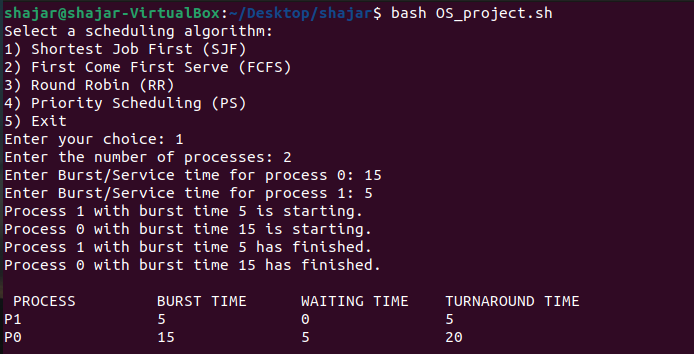 shajar@shajar-VirtualBox:~/Desktop/shajar$ bash OS_project.sh
Select a scheduling algorithm:
1) Shortest Job First (SJF)
2) First Come First Serve (FCFS)
3) Round Robin (RR)
4) Priority Scheduling (PS)
5) Exit
Enter your choice: 1
Enter the number of processes: 2
Enter Burst/Service time for process 0: 15
Enter Burst/Service time for process 1: 5
Process 1 with burst time 5 is starting.
Process 0 with burst time 15 is starting.
Process 1 with burst time 5 has finished.
Process 0 with burst time 15 has finished.
PROCESS BURST TIME WAITING TIME TURNAROUND TIME
P1 5 0 5
P0 15 5 20